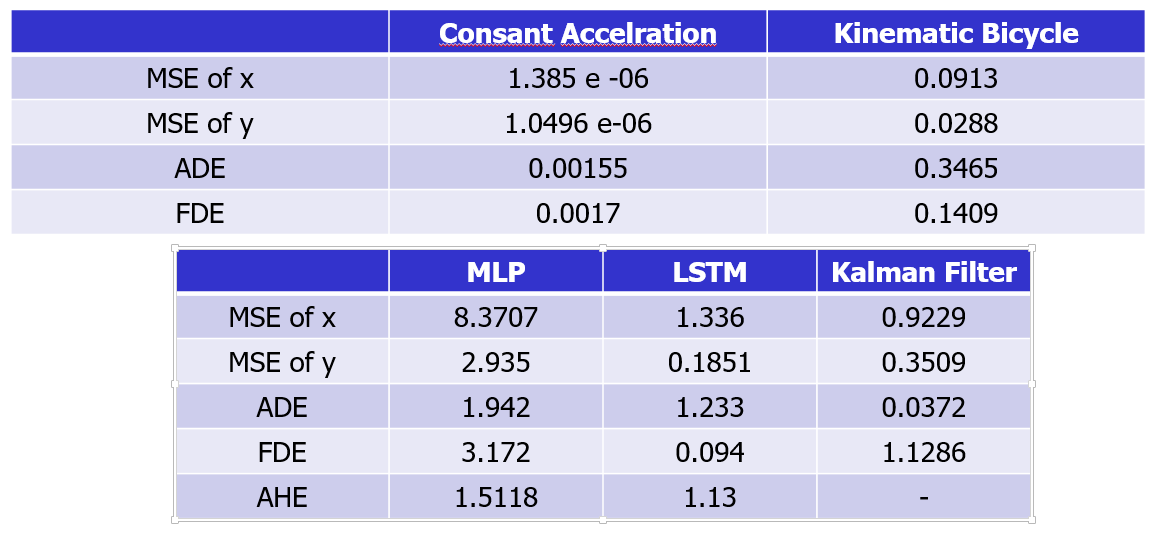 Consant Accelration Kinematic Bicycle
MSE of x 1.385 e -06 0.0913
MSE of y 1.0496 e-06 0.0288
ADE 0.00155 0.3465
FDE 0.0017 0.1409
MLP LSTM Kalman Filter
MSE of x 8.3707 1.336 0.9229
MSE of y 2.935 0.1851 0.3509
ADE 1.942 1.233 0.0372
FDE 3.172 0.094 1.1286
AHE 1.5118 1.13 -